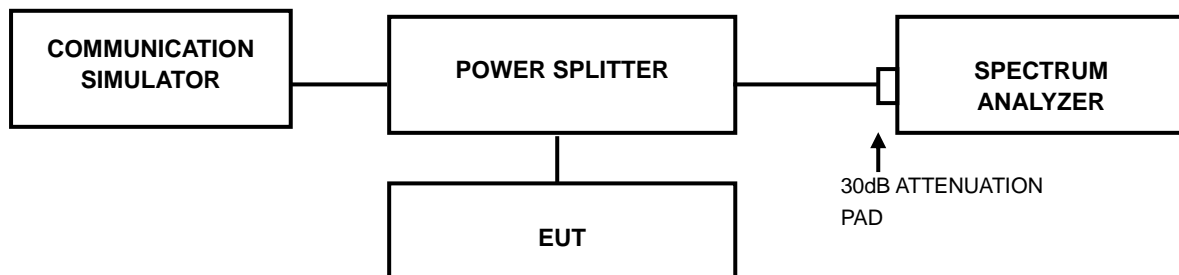 COMMUNICATION
SIMULATOR
POWER SPLITTER
SPECTRUM
ANALYZER
30dB ATTENUATION
PAD
EUT